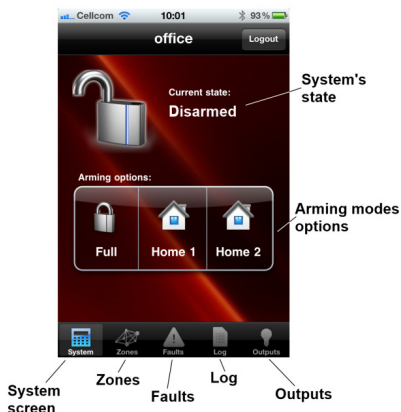 Cellcom 10:01 93%
office Logout
Current state:
Disarmed
System's
state
Arming options:
Full Home 1 Home 2
Arming modes
options
System Zones Faults Log Outputs
System
screen
Zones
Faults
Log
Outputs